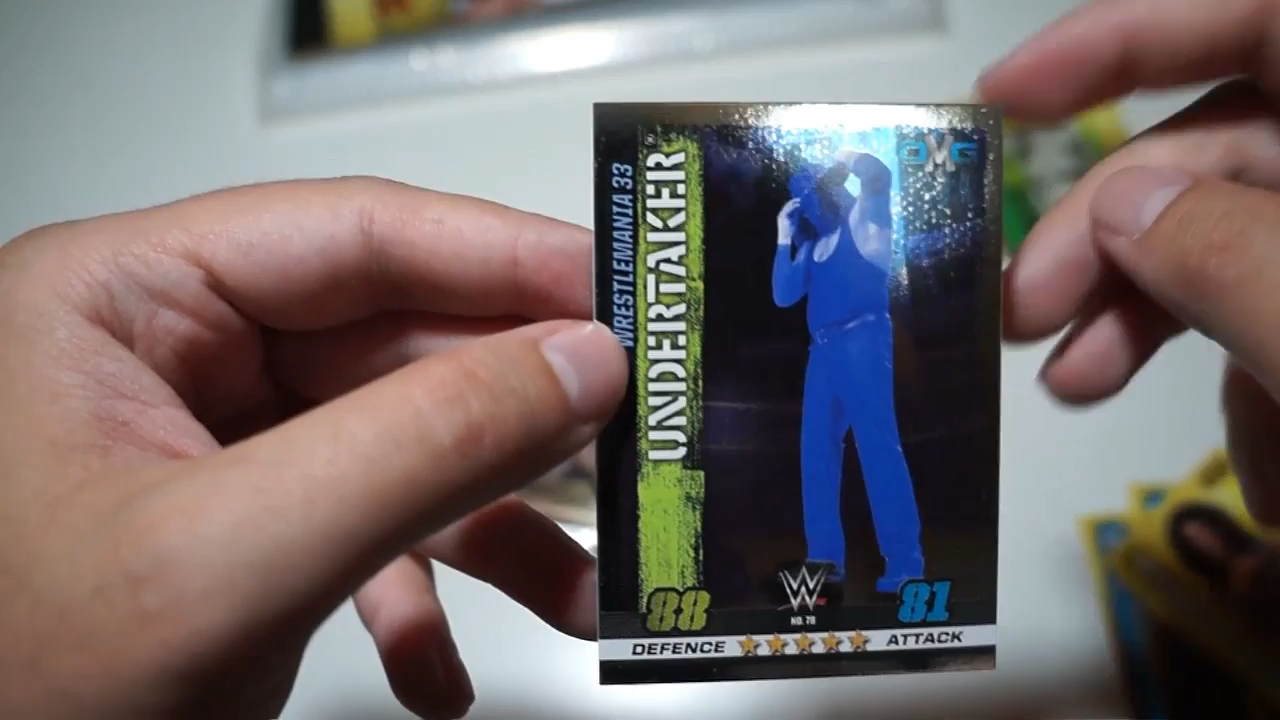 WRESTLEMANIA 33
UNDERTAKER
OMG
W
NO. 78
88
81
DEFENCE
ATTACK